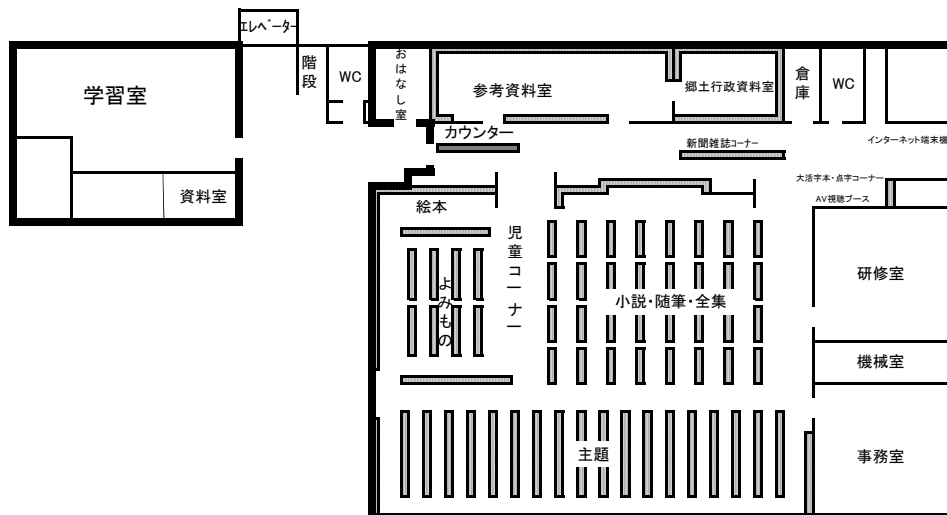 エレベーター
学習室
階段
WC
おはなし室
参考資料室
郷土行政資料室
倉庫
WC
カウンター
新聞雑誌コーナー
インターネット端末機
大活字本・点字コーナー
AV視聴ブース
資料室
絵本
児童コーナー
よみもの
小説・随筆・全集
研修室
機械室
主題
事務室